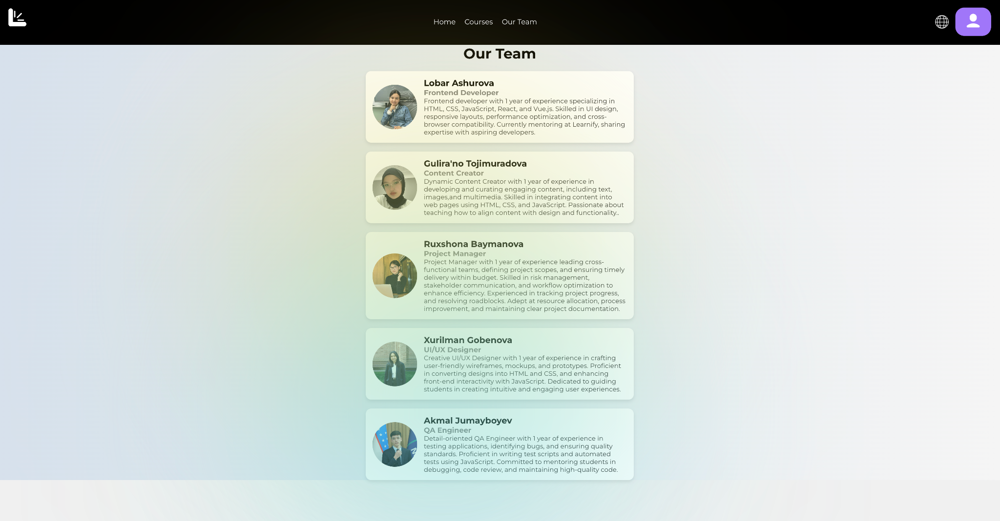 Home Courses Our Team
Our Team
Lobar Ashurova
Frontend Developer
Frontend developer with 1 year of experience specializing in
HTML, CSS, JavaScript, React, and Vue.js. Skilled in UI design,
responsive layouts, performance optimization, and cross-
browser compatibility. Currently mentoring at Learnify, sharing
expertise with aspiring developers.
Gulira'no Tojimuradova
Content Creator
Dynamic Content Creator with 1 year of experience in
developing and curating engaging content, including text,
images,and multimedia. Skilled in integrating content into
web pages using HTML, CSS, and JavaScript. Passionate about
teaching how to align content with design and functionality..
Ruxshona Baymanova
Project Manager
Project Manager with 1 year of experience leading cross-
functional teams, defining project scopes, and ensuring timely
delivery within budget. Skilled in risk management,
stakeholder communication, and workflow optimization to
enhance efficiency. Experienced in tracking project progress,
and resolving roadblocks. Adept at resource allocation, process
improvement, and maintaining clear project documentation.
Xurilman Gobenova
UI/UX Designer
Creative UI/UX Designer with 1 year of experience in crafting
user-friendly wireframes, mockups, and prototypes. Proficient
in converting designs into HTML and CSS, and enhancing
front-end interactivity with JavaScript. Dedicated to guiding
students in creating intuitive and engaging user experiences.
Akmal Jumayboyev
QA Engineer
Detail-oriented QA Engineer with 1 year of experience in
testing applications, identifying bugs, and ensuring quality
standards. Proficient in writing test scripts and automated
tests using JavaScript. Committed to mentoring students in
debugging, code review, and maintaining high-quality code.